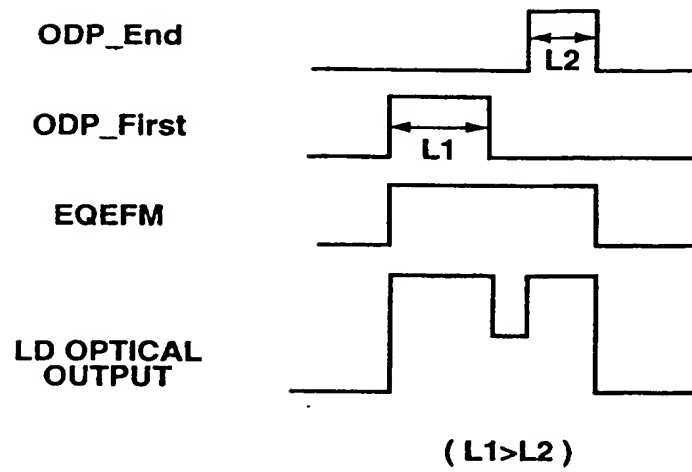 ODP_End
L2
ODP_First
L1
EQEFM
LD OPTICAL
OUTPUT
( L1>L2 )